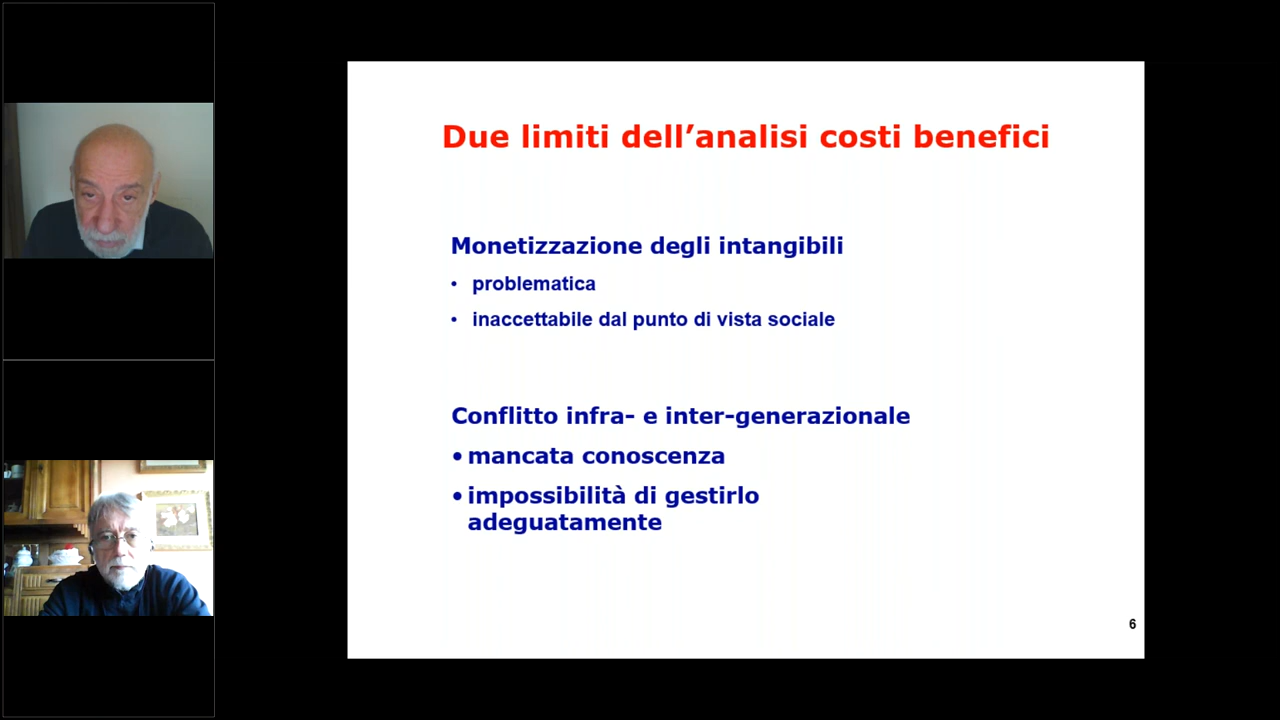 Due limiti dell’analisi costi benefici
Monetizzazione degli intangibili
• problematica
• inaccettabile dal punto di vista sociale
Conflitto infra- e inter-generazionale
• mancata conoscenza
• impossibilità di gestirlo
adeguatamente
6